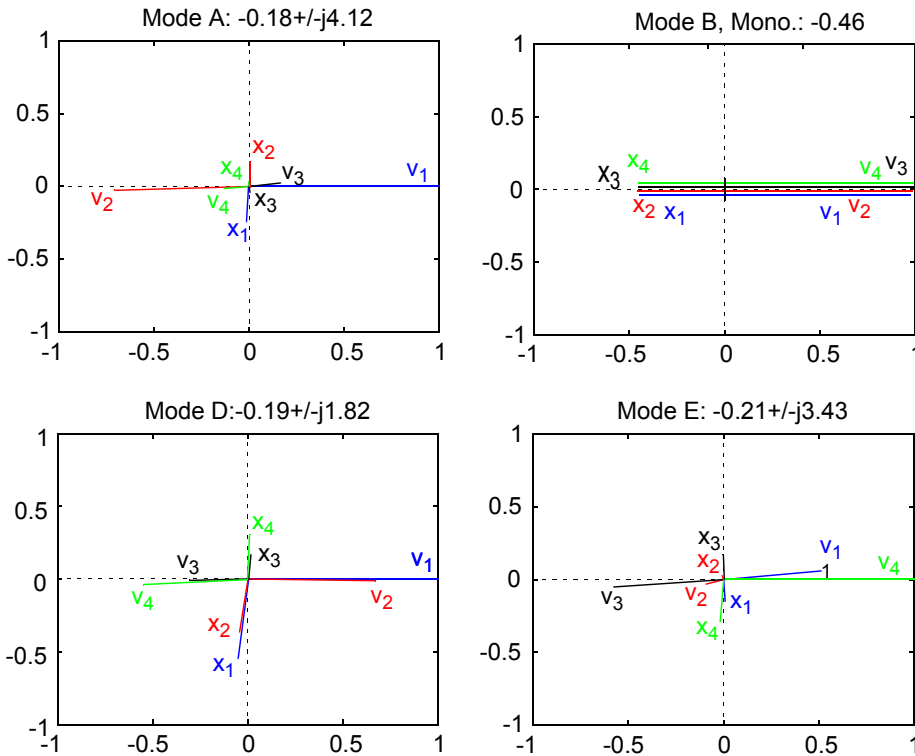 Mode A: -0.18+/-j4.12
1
0.5
0
-0.5
-1
-1
-0.5
0
0.5
1
x2
x4
v3
v1
v2
v4
x3
x1
Mode B, Mono.: -0.46
1
0.5
0
-0.5
-1
-1
-0.5
0
0.5
1
x4
v4
v3
x3
x2
x1
v1
v2
Mode D:-0.19+/-j1.82
1
0.5
0
-0.5
-1
-1
-0.5
0
0.5
1
x4
v3
x3
v1
v4
v2
x2
x1
Mode E: -0.21+/-j3.43
1
0.5
0
-0.5
-1
-1
-0.5
0
0.5
1
x3
v1
x2
1
v4
v3
v2
x1
x4